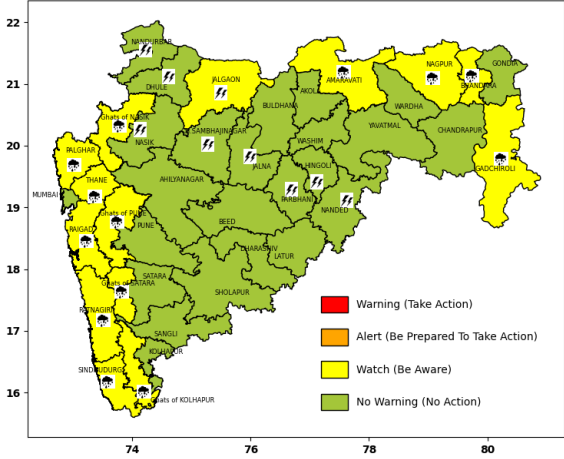 22
21
20
19
18
17
16
74
76
78
80
NANDURBAR
DHULE
JALGAON
Ghats of NASIK
NASIK
SAMBHAJINAGAR
BULDHANA
AKOLA
AMARAVATI
NAGPUR
BHANDARA
GONDIA
WARDHA
YAVATMAL
CHANDRAPUR
GADCHIROLI
WASHIM
HINGOLI
JALNA
PARBHANI
NANDED
PALGHAR
THANE
MUMBAI
RAIGAD
Ghats of PUNE
PUNE
AHILYANAGAR
BEED
DHARASHIV
LATUR
SHOLAPUR
SATARA
Ghats of SATARA
RATNAGIRI
SANGLI
KOLHAPUR
SINDHUDURG
Ghats of KOLHAPUR
Warning (Take Action)
Alert (Be Prepared To Take Action)
Watch (Be Aware)
No Warning (No Action)